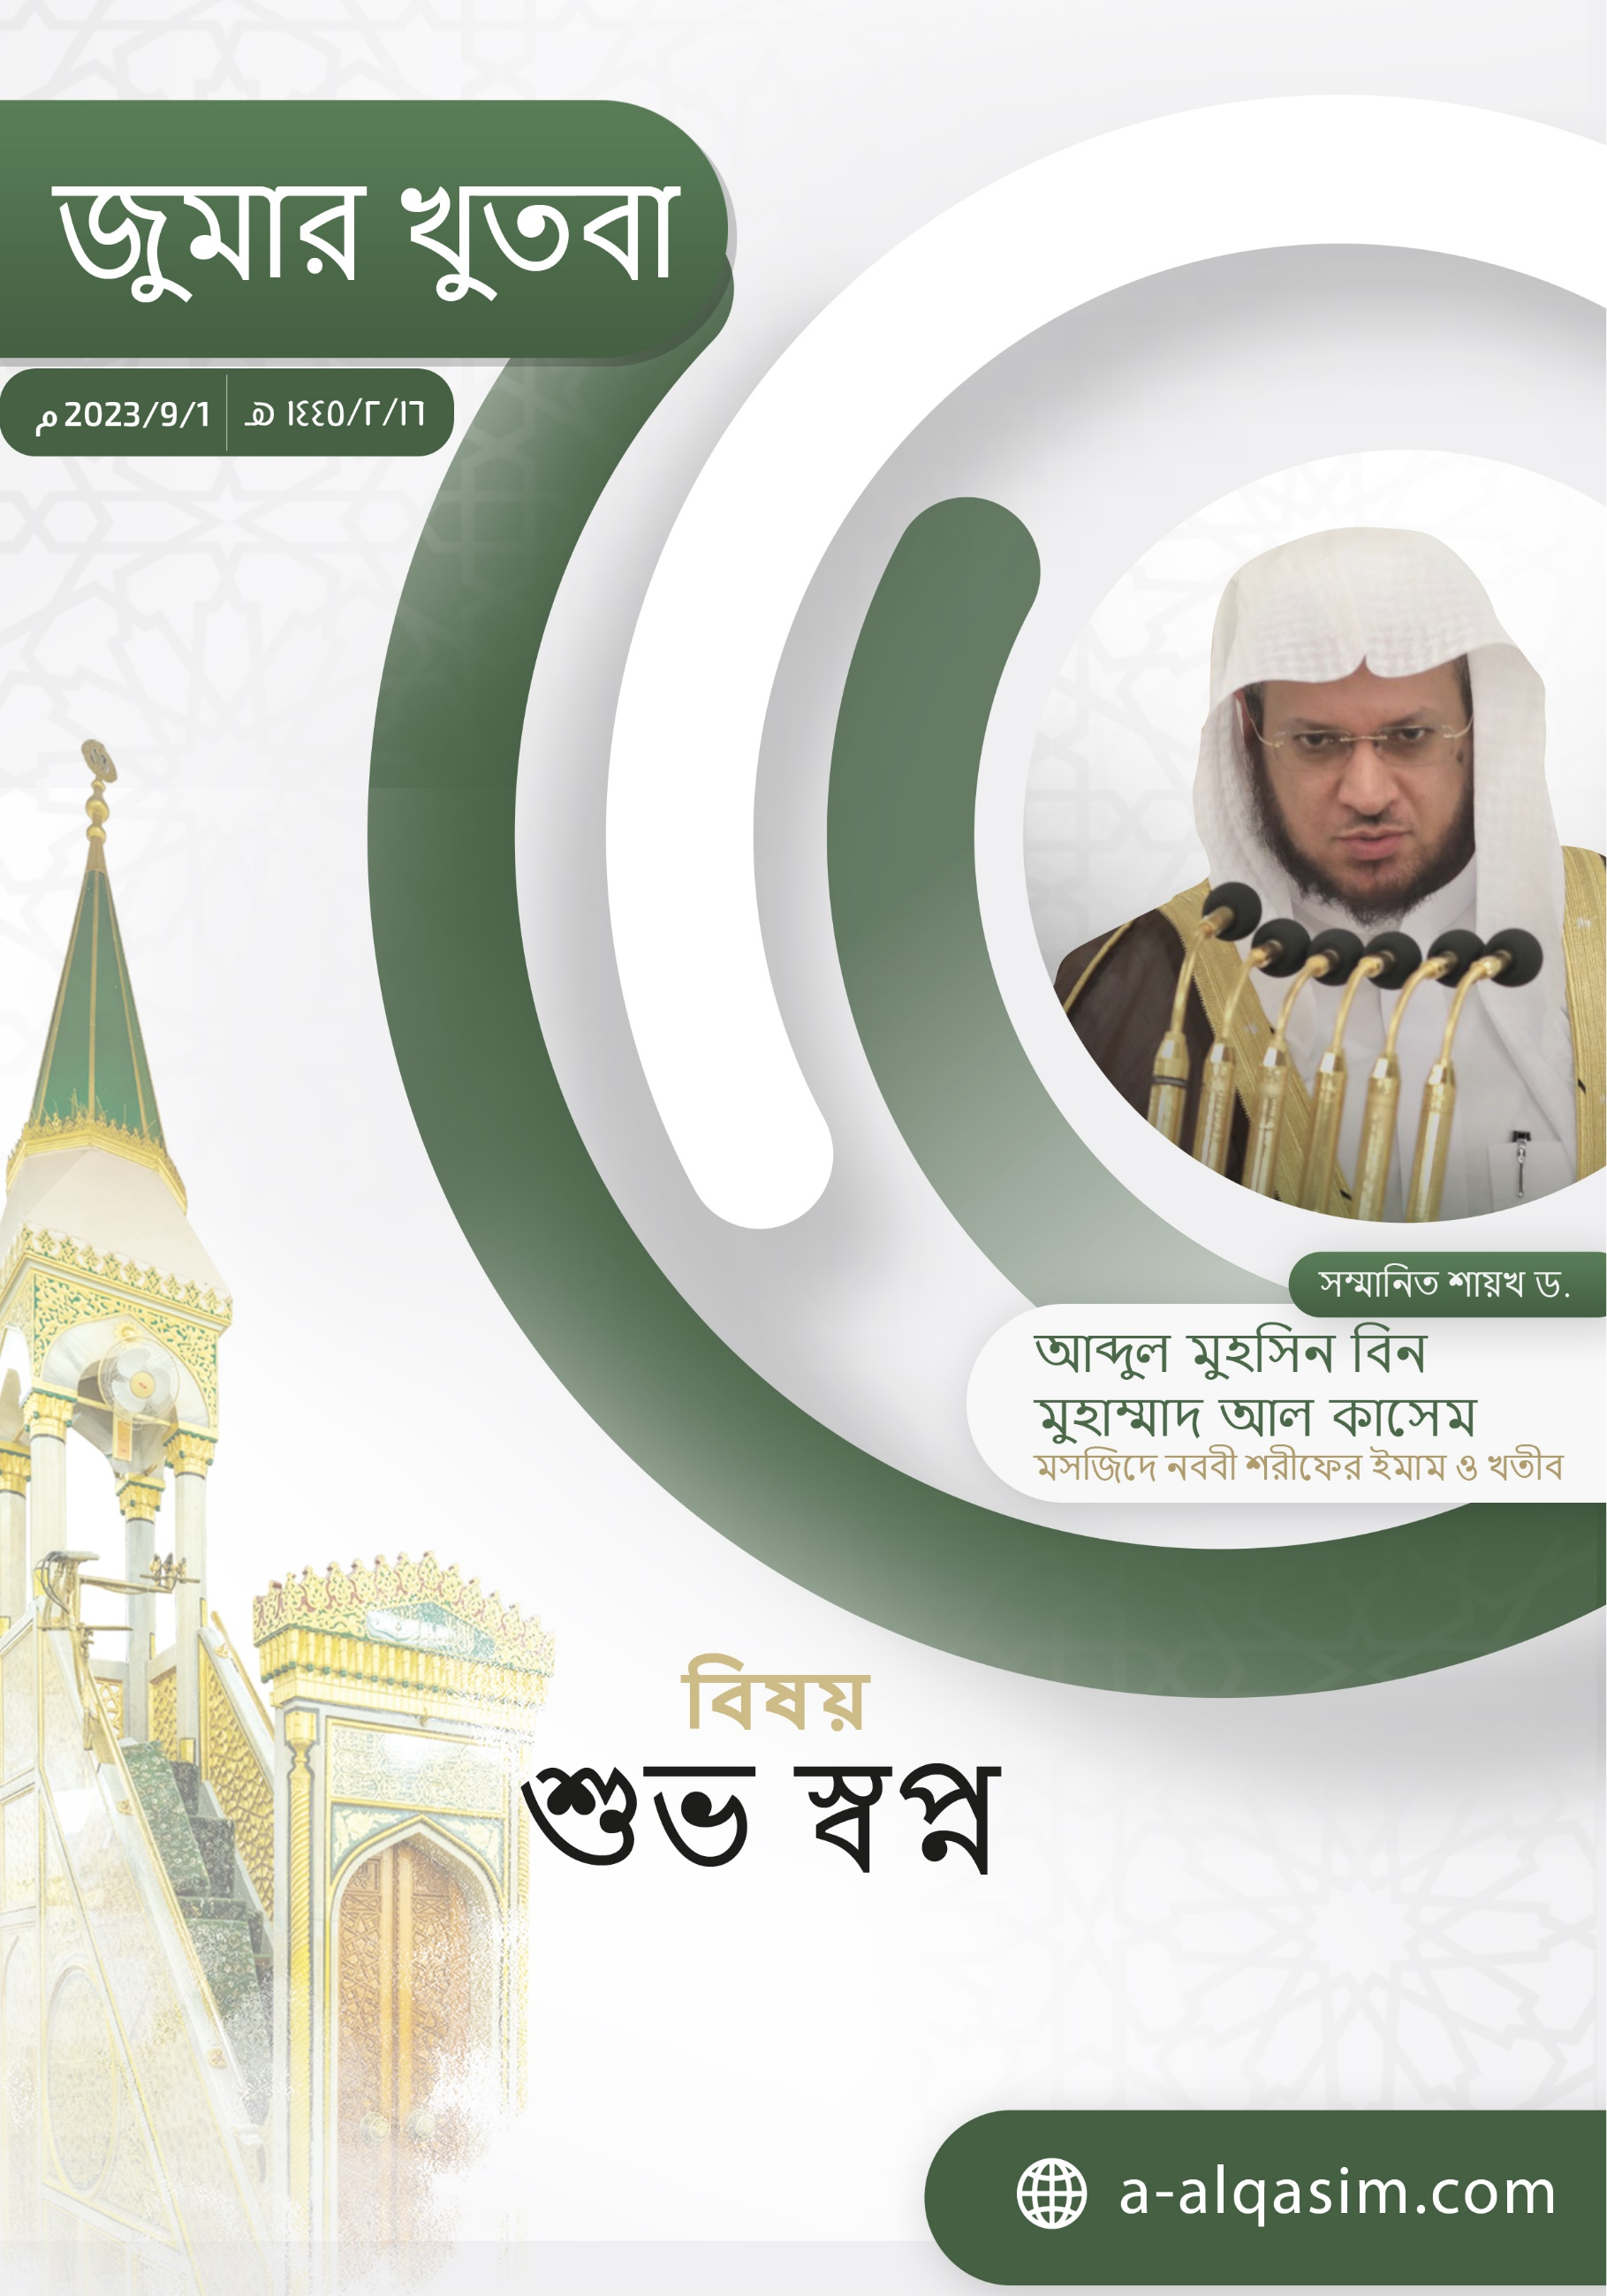 জুমার খুতবা
2023/9/1 م
١٤٤٥/٢/١٦ هـ
সম্মানিত শায়খ ড.
আব্দুল মুহসিন বিন
মুহাম্মাদ আল কাসেম
মসজিদে নববী শরীফের ইমাম ও খতীব
বিষয়
শুভ স্বপ্ন
a-alqasim.com